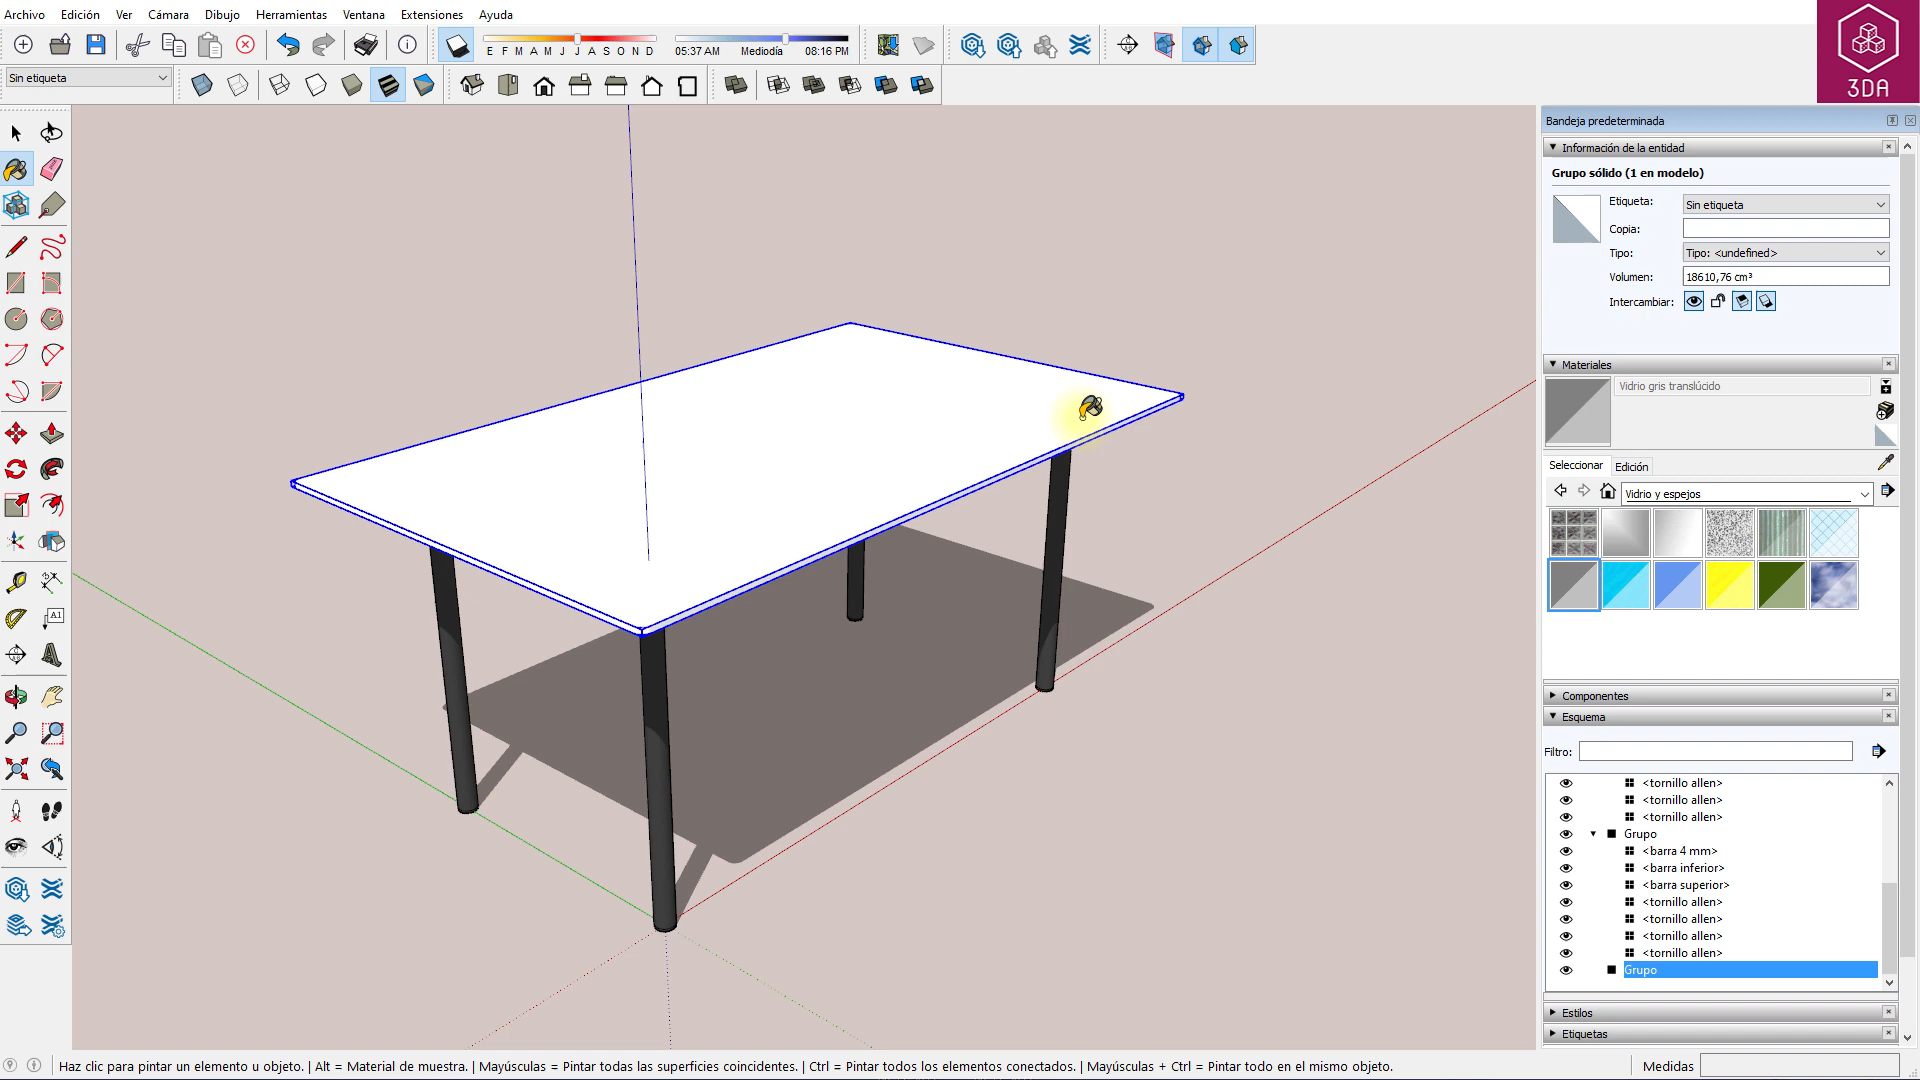 Archivo Edición Ver Cámara Dibujo Herramientas Ventana Extensiones Ayuda
E F M A M J J A S O N D
05:37 AM Mediodía 08:16 PM
3DA
Sin etiqueta
Bandeja predeterminada
Información de la entidad
Grupo sólido (1 en modelo)
Etiqueta: Sin etiqueta
Copia:
Tipo: Tipo: <undefined>
Volumen: 18610,76 cm³
Intercambiar:
Materiales
Vidrio gris translúcido
Seleccionar Edición
Vidrio y espejos
A1
Componentes
Esquema
Filtro:
<tornillo allen>
<tornillo allen>
<tornillo allen>
Grupo
<barra 4 mm>
<barra inferior>
<barra superior>
<tornillo allen>
<tornillo allen>
<tornillo allen>
<tornillo allen>
Grupo
Estilos
Etiquetas
Haz clic para pintar un elemento u objeto. | Alt = Material de muestra. | Mayúsculas = Pintar todas las superficies coincidentes. | Ctrl = Pintar todos los elementos conectados. | Mayúsculas + Ctrl = Pintar todo en el mismo objeto.
Medidas